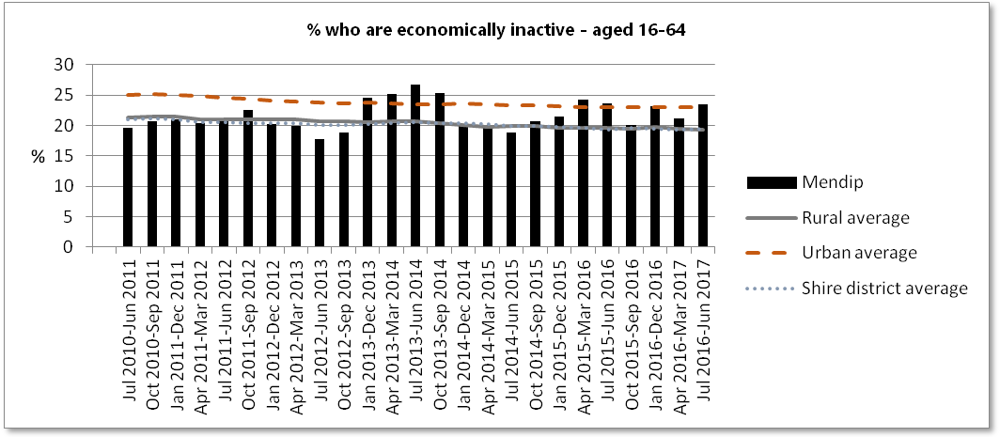 % who are economically inactive - aged 16-64
30
25
20
15
10
5
0
%
Jul 2010-Jun 2011
Oct 2010-Sep 2011
Jan 2011-Dec 2011
Apr 2011-Mar 2012
Jul 2011-Jun 2012
Oct 2011-Sep 2012
Jan 2012-Dec 2012
Apr 2012-Mar 2013
Jul 2012-Jun 2013
Oct 2012-Sep 2013
Jan 2013-Dec 2013
Apr 2013-Mar 2014
Jul 2013-Jun 2014
Oct 2013-Sep 2014
Jan 2014-Dec 2014
Apr 2014-Mar 2015
Jul 2014-Jun 2015
Oct 2014-Sep 2015
Jan 2015-Dec 2015
Apr 2015-Mar 2016
Jul 2015-Jun 2016
Oct 2015-Sep 2016
Jan 2016-Dec 2016
Apr 2016-Mar 2017
Jul 2016-Jun 2017
Mendip
Rural average
Urban average
Shire district average